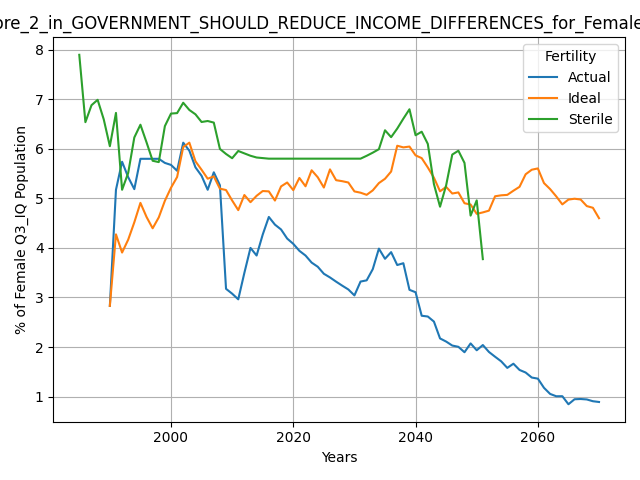 ore_2_in_GOVERNMENT_SHOULD_REDUCE_INCOME_DIFFERENCES_for_Female
8
7
6
5
4
3
2
1
% of Female Q3_IQ Population
Fertility
Actual
Ideal
Sterile
2000 2020 2040 2060
Years